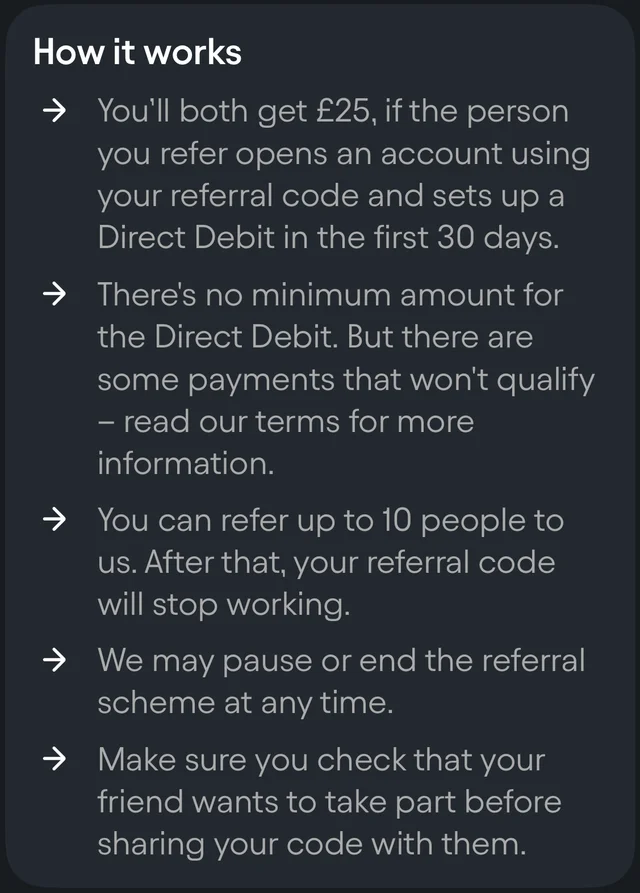 How it works
→ You'll both get £25, if the person
you refer opens an account using
your referral code and sets up a
Direct Debit in the first 30 days.
→ There's no minimum amount for
the Direct Debit. But there are
some payments that won't qualify
– read our terms for more
information.
→ You can refer up to 10 people to
us. After that, your referral code
will stop working.
→ We may pause or end the referral
scheme at any time.
→ Make sure you check that your
friend wants to take part before
sharing your code with them.